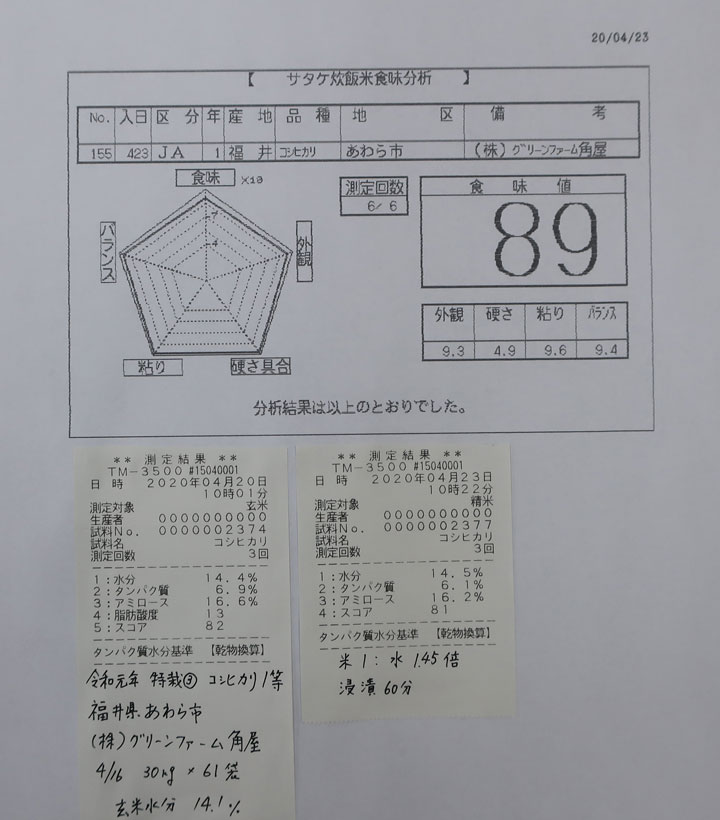 20/04/23
【 サタケ炊飯米食味分析 】
No. 入日 区分 年 産地 品種 地区 備考
155 423 JA 1 福井 コシヒカリ あわら市 (株)グリーンファーム角屋
食味 ×10
7
4
外観
硬さ具合
粘り
バランス
測定回数
6/ 6
食味値
89
外観 硬さ 粘り バランス
9.3 4.9 9.6 9.4
分析結果は以上のとおりでした。
** 測定結果 **
TM-3500 #15040001
日 時 2020年04月20日
10時01分
測定対象 玄米
生産者 0000000000
試料No. 0000002374
試料名 コシヒカリ
測定回数 3回
1:水分 14.4%
2:タンパク質 6.9%
3:アミロース 16.6%
4:脂肪酸度 13
5:スコア 82
タンパク質水分基準 【乾物換算】
令和元年 特栽③ コシヒカリ1等
福井県あわら市
(株)グリーンファーム角屋
4/16 30kg × 61袋
玄米水分 14.1%
** 測定結果 **
TM-3500 #15040001
日 時 2020年04月23日
10時22分
測定対象 精米
生産者 0000000000
試料No. 0000002377
試料名 コシヒカリ
測定回数 3回
1:水分 14.5%
2:タンパク質 6.1%
3:アミロース 16.2%
4:スコア 81
タンパク質水分基準 【乾物換算】
米1:水1.45倍
浸漬60分